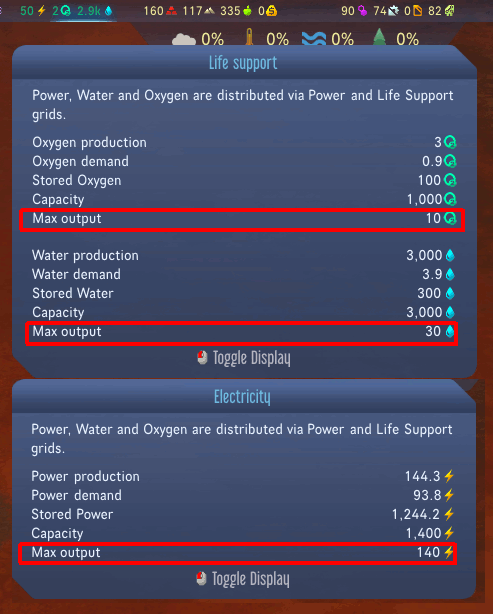 50 2 2.9k 160 117 335 0 90 74 0 82
0% 0% 0% 0%
Life support
Power, Water and Oxygen are distributed via Power and Life Support
grids.
Oxygen production 3
Oxygen demand 0.9
Stored Oxygen 100
Capacity 1,000
Max output 10
Water production 3,000
Water demand 3.9
Stored Water 300
Capacity 3,000
Max output 30
Toggle Display
Electricity
Power, Water and Oxygen are distributed via Power and Life Support
grids.
Power production 144.3
Power demand 93.8
Stored Power 1,244.2
Capacity 1,400
Max output 140
Toggle Display